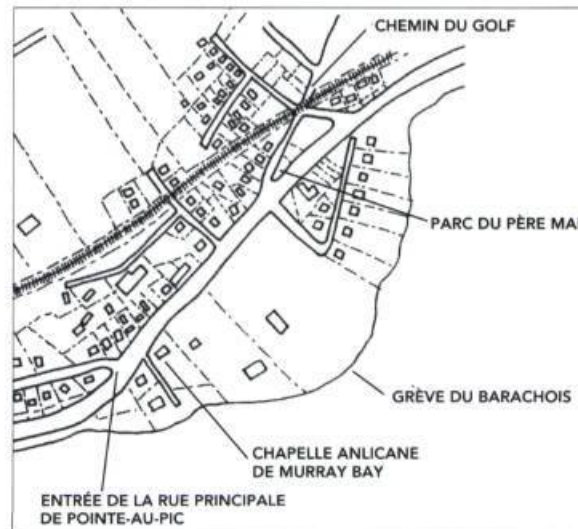 CHEMIN DU GOLF
PARC DU PÈRE
GRÈVE DU BARACHOIS
CHAPELLE ANLICANE
DE MURRAY BAY
ENTRÉE DE LA RUE PRINCIPALE
DE POINTE-AU-PIC